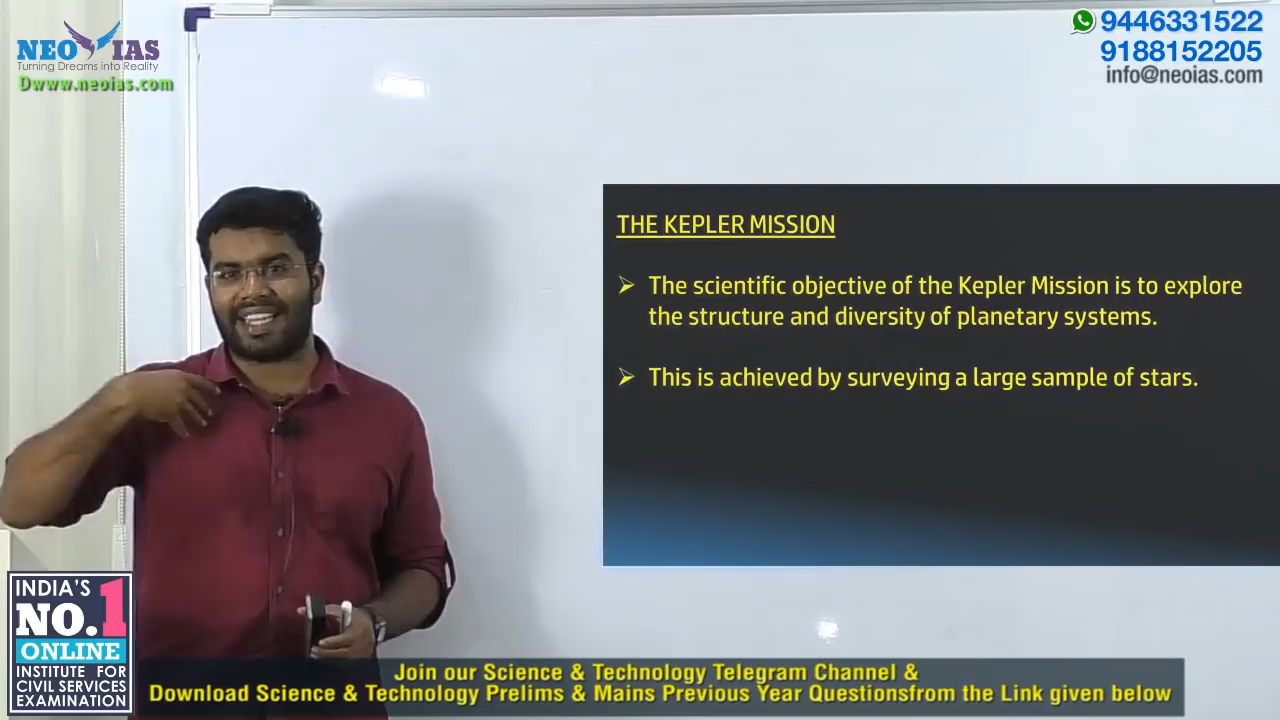 NEO IAS
Turning Dreams into Reality
Dwww.neoias.com
9446331522
9188152205
info@neoias.com
THE KEPLER MISSION
➢ The scientific objective of the Kepler Mission is to explore
the structure and diversity of planetary systems.
➢ This is achieved by surveying a large sample of stars.
INDIA'S
NO.1
ONLINE
INSTITUTE FOR
CIVIL SERVICES
EXAMINATION
Join our Science & Technology Telegram Channel &
Download Science & Technology Prelims & Mains Previous Year Questionsfrom the Link given below